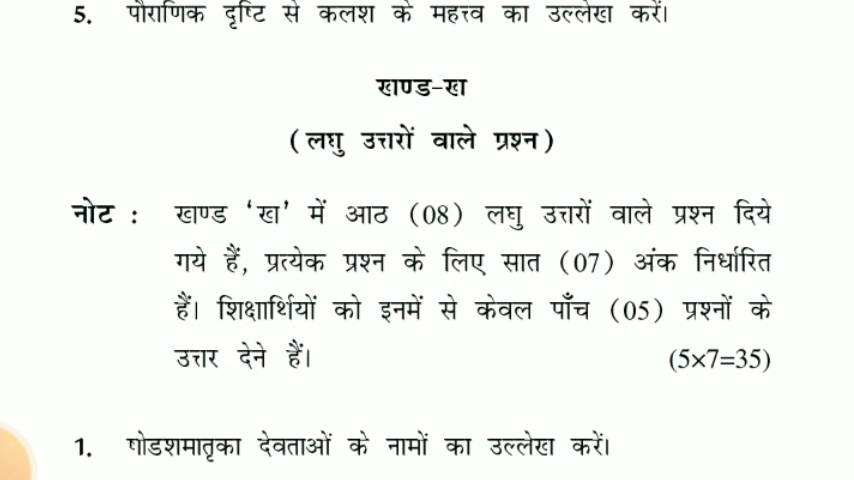 5. पौराणिक दृष्टि से कलश के महत्त्व का उल्लेख करें।
खण्ड-ख
(लघु उत्तरों वाले प्रश्न)
नोट : खण्ड ‘ख’ में आठ (08) लघु उत्तरों वाले प्रश्न दिये
गये हैं, प्रत्येक प्रश्न के लिए सात (07) अंक निर्धारित
हैं। शिक्षार्थियों को इनमें से केवल पाँच (05) प्रश्नों के
उत्तर देने हैं। (5×7=35)
1. षोडशमातृका देवताओं के नामों का उल्लेख करें।